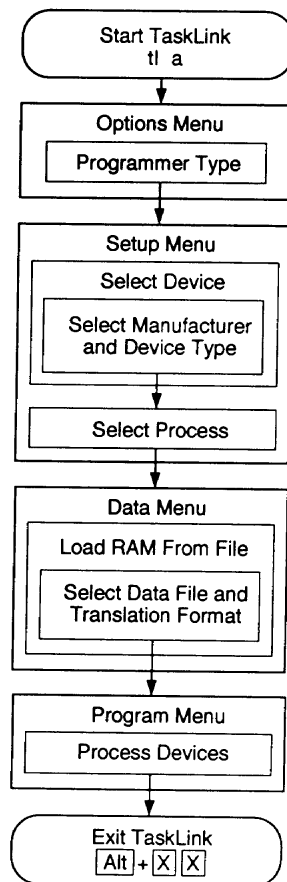 Start TaskLink
tl a
Options Menu
Programmer Type
Setup Menu
Select Device
Select Manufacturer
and Device Type
Select Process
Data Menu
Load RAM From File
Select Data File and
Translation Format
Program Menu
Process Devices
Exit TaskLink
Alt + X X